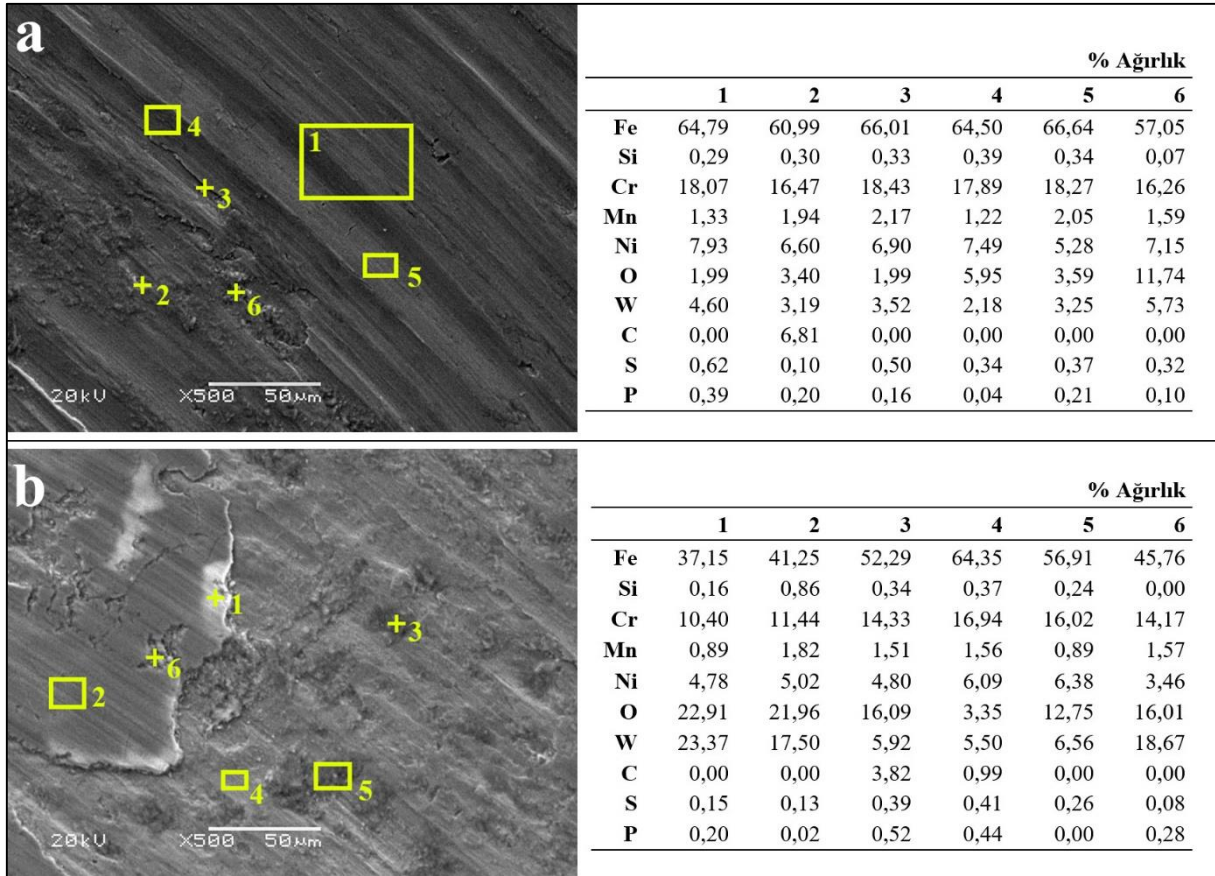 a
1
4
3
5
2
6
20kV X500 50µm
% Ağırlık
1 2 3 4 5 6
Fe 64,79 60,99 66,01 64,50 66,64 57,05
Si 0,29 0,30 0,33 0,39 0,34 0,07
Cr 18,07 16,47 18,43 17,89 18,27 16,26
Mn 1,33 1,94 2,17 1,22 2,05 1,59
Ni 7,93 6,60 6,90 7,49 5,28 7,15
O 1,99 3,40 1,99 5,95 3,59 11,74
W 4,60 3,19 3,52 2,18 3,25 5,73
C 0,00 6,81 0,00 0,00 0,00 0,00
S 0,62 0,10 0,50 0,34 0,37 0,32
P 0,39 0,20 0,16 0,04 0,21 0,10
b
1
3
6
2
4
5
20kV X500 50µm
% Ağırlık
1 2 3 4 5 6
Fe 37,15 41,25 52,29 64,35 56,91 45,76
Si 0,16 0,86 0,34 0,37 0,24 0,00
Cr 10,40 11,44 14,33 16,94 16,02 14,17
Mn 0,89 1,82 1,51 1,56 0,89 1,57
Ni 4,78 5,02 4,80 6,09 6,38 3,46
O 22,91 21,96 16,09 3,35 12,75 16,01
W 23,37 17,50 5,92 5,50 6,56 18,67
C 0,00 0,00 3,82 0,99 0,00 0,00
S 0,15 0,13 0,39 0,41 0,26 0,08
P 0,20 0,02 0,52 0,44 0,00 0,28